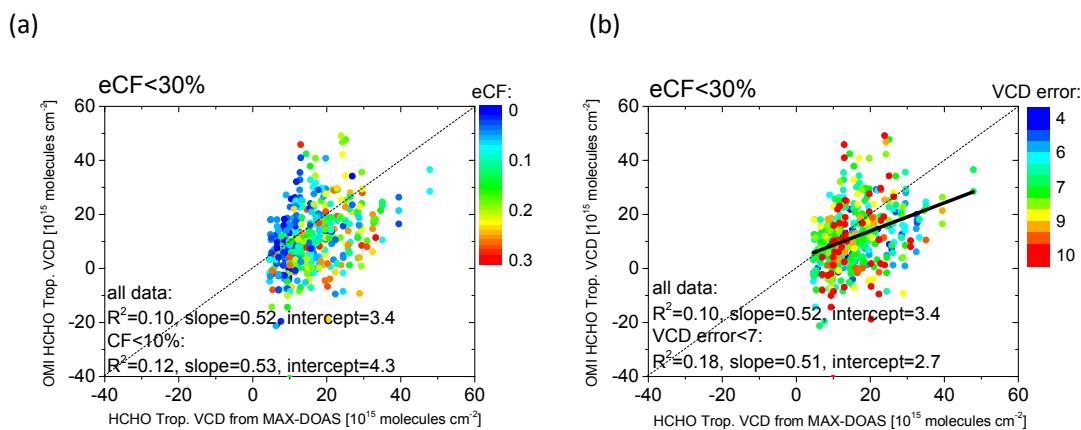 (a)
eCF<30%
eCF:
0
0.1
0.2
0.3
60
40
20
0
-20
-40
OMI HCHO Trop. VCD [10¹⁵ molecules cm⁻²]
all data:
R²=0.10, slope=0.52, intercept=3.4
CF<10%:
R²=0.12, slope=0.53, intercept=4.3
-40 -20 0 20 40 60
HCHO Trop. VCD from MAX-DOAS [10¹⁵ molecules cm⁻²]
(b)
eCF<30%
VCD error:
4
6
7
9
10
60
40
20
0
-20
-40
OMI HCHO Trop. VCD [10¹⁵ molecules cm⁻²]
all data:
R²=0.10, slope=0.52, intercept=3.4
VCD error<7:
R²=0.18, slope=0.51, intercept=2.7
-40 -20 0 20 40 60
HCHO Trop. VCD from MAX-DOAS [10¹⁵ molecules cm⁻²]